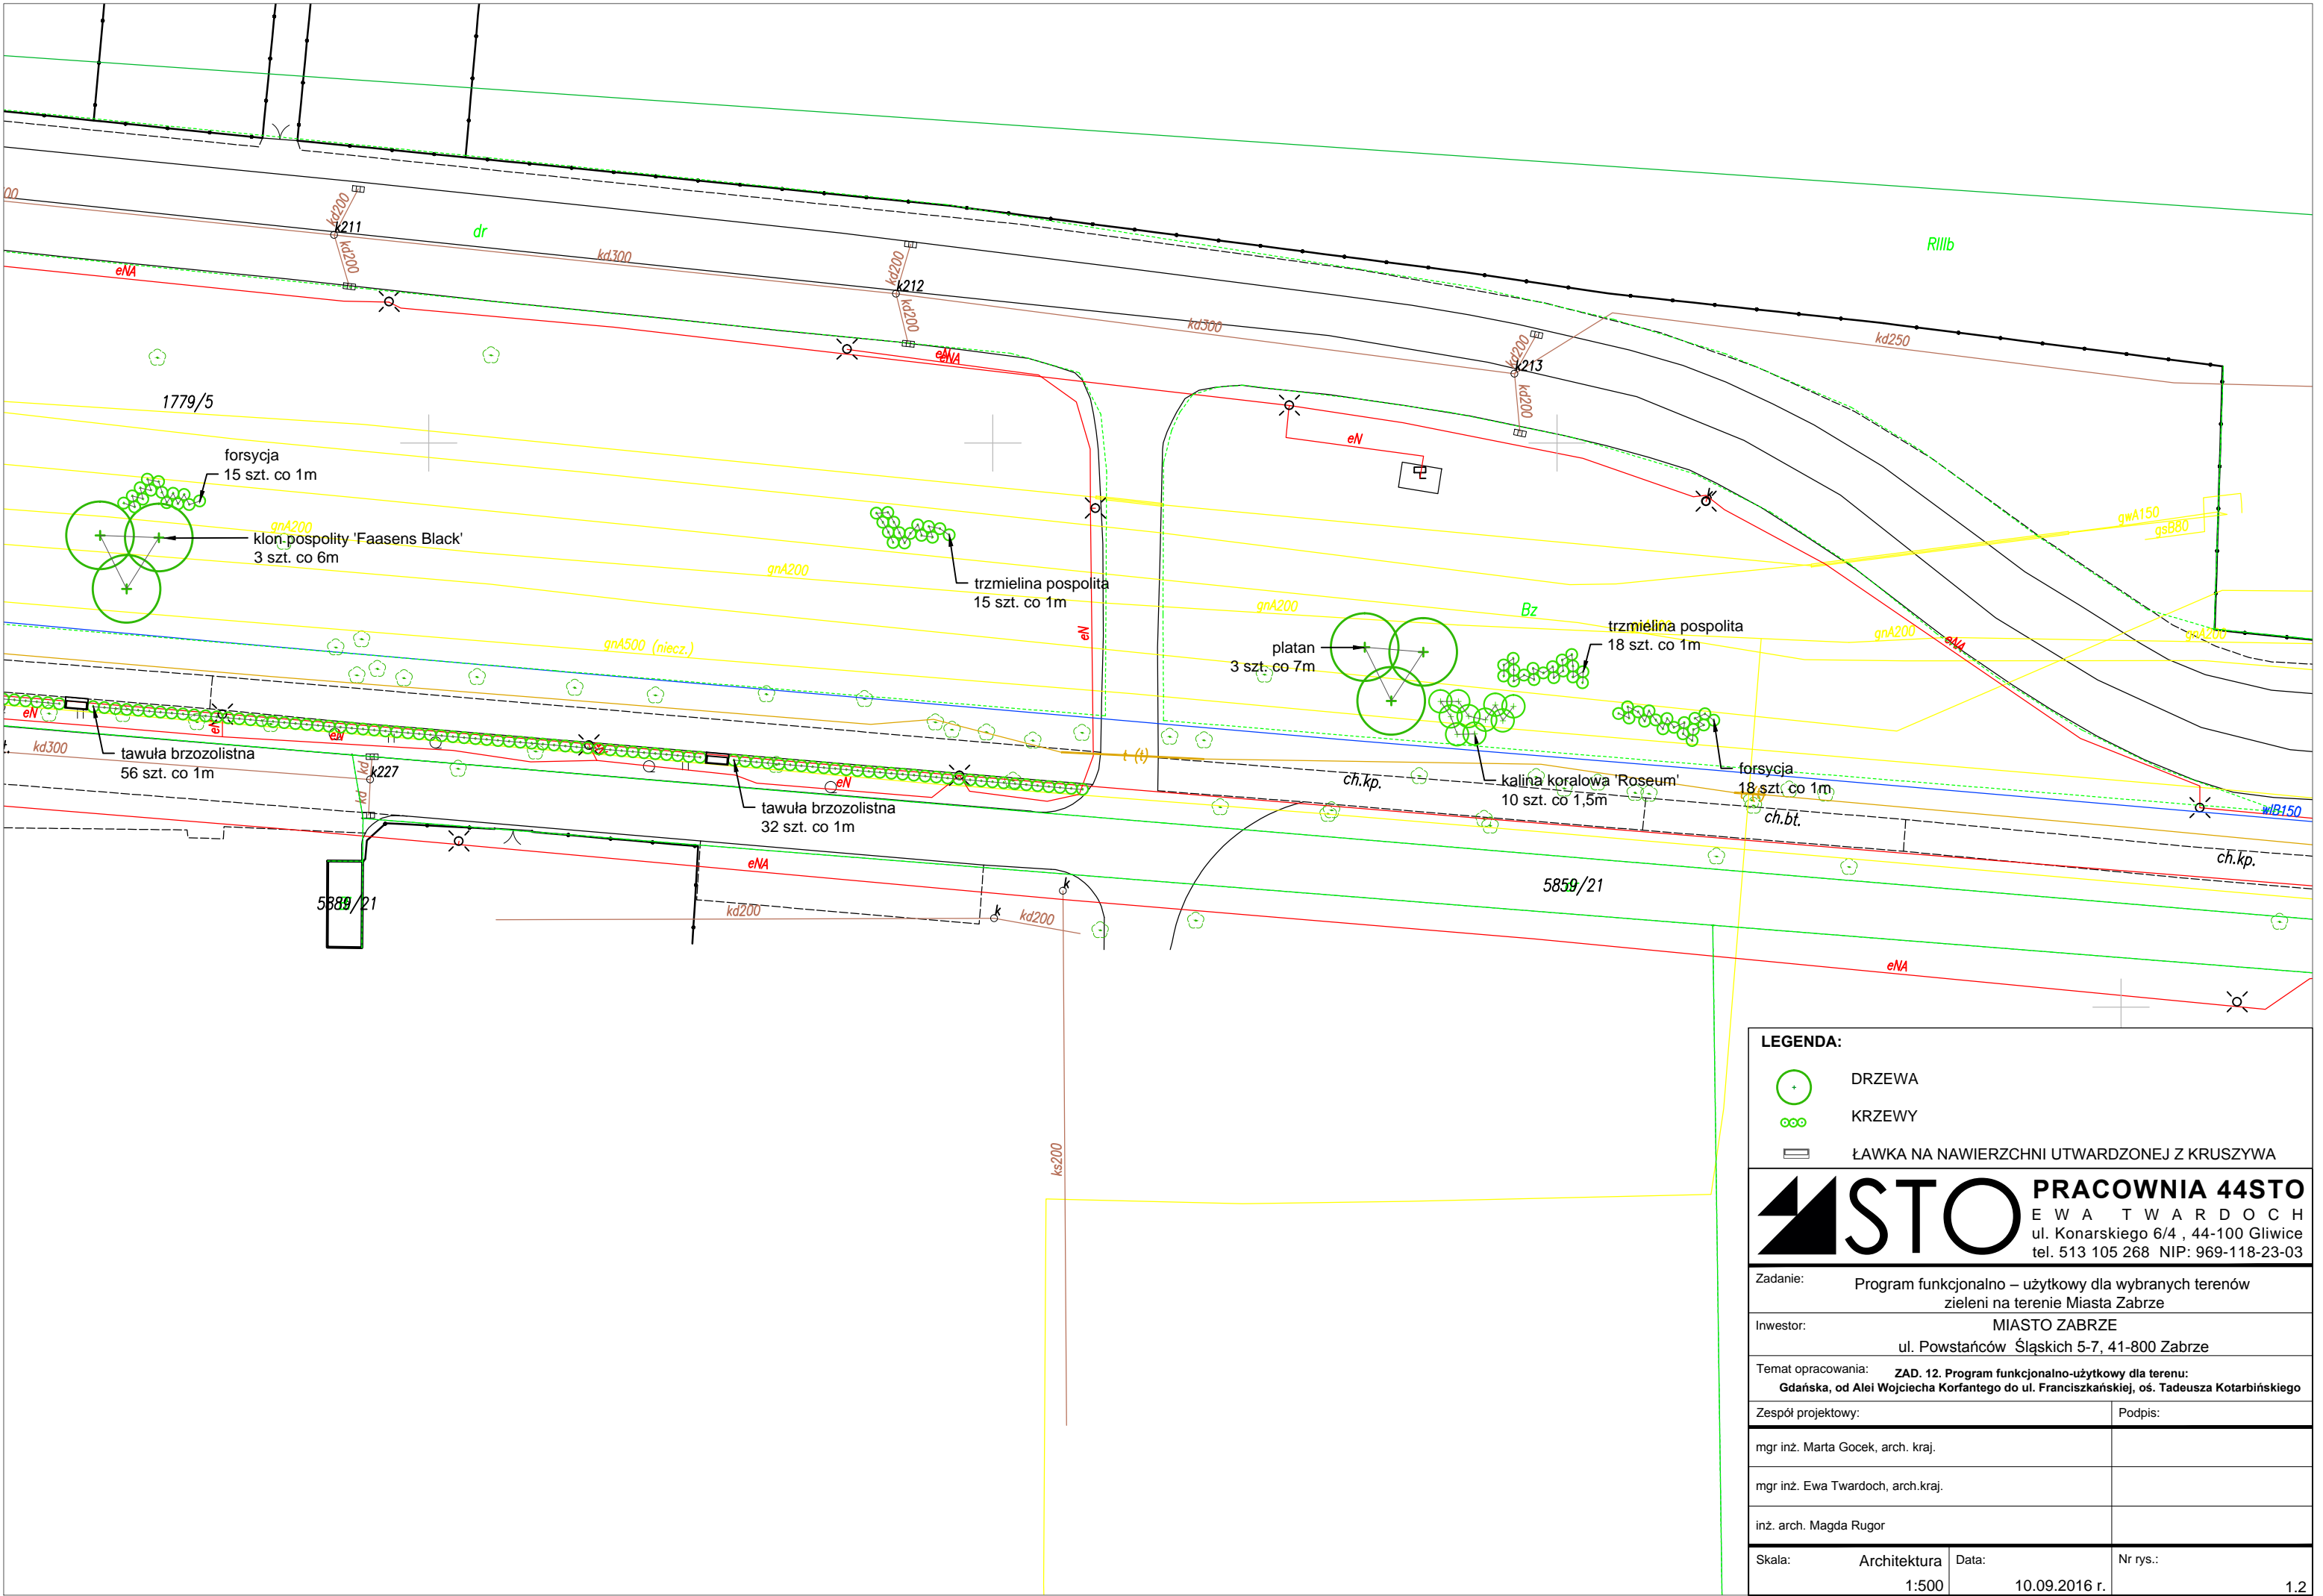 kd200
k211
kd200
dr
kd300
eNA
kd200
k212
kd200
kd300
eNA
RIIIb
kd250
kd200
k213
kd200
1779/5
eN
k
forsycja
15 szt. co 1m
gnA200
klon pospolity 'Faasens Black'
3 szt. co 6m
gnA200
trzmielina pospolita
15 szt. co 1m
gwA150
gsB80
gnA200
Bz
trzmielina pospolita
18 szt. co 1m
gnA200
gnA200
eNA
gnA500 (niecz.)
eN
platan
3 szt. co 7m
eN
eN
eN
kd300
tawuła brzozolistna
56 szt. co 1m
kd
k227
kd
eN
tawuła brzozolistna
32 szt. co 1m
t (t)
ch.kp.
kalina koralowa 'Roseum'
10 szt. co 1,5m
forsycja
18 szt. co 1m
ch.bt.
wIB150
ch.kp.
eNA
5859/21
kd200
k
k
kd200
eNA
ks200
LEGENDA:
DRZEWA
KRZEWY
ŁAWKA NA NAWIERZCHNI UTWARDZONEJ Z KRUSZYWA
STO
PRACOWNIA 44STO
EWA TWARDOCH
ul. Konarskiego 6/4 , 44-100 Gliwice
tel. 513 105 268 NIP: 969-118-23-03
Zadanie:
Program funkcjonalno – użytkowy dla wybranych terenów
zieleni na terenie Miasta Zabrze
Inwestor:
MIASTO ZABRZE
ul. Powstańców Śląskich 5-7, 41-800 Zabrze
Temat opracowania:
ZAD. 12. Program funkcjonalno-użytkowy dla terenu:
Gdańska, od Alei Wojciecha Korfantego do ul. Franciszkańskiej, oś. Tadeusza Kotarbińskiego
Zespół projektowy:
Podpis:
mgr inż. Marta Gocek, arch. kraj.
mgr inż. Ewa Twardoch, arch.kraj.
inż. arch. Magda Rugor
Skala:
Architektura
1:500
Data:
10.09.2016 r.
Nr rys.:
1.2